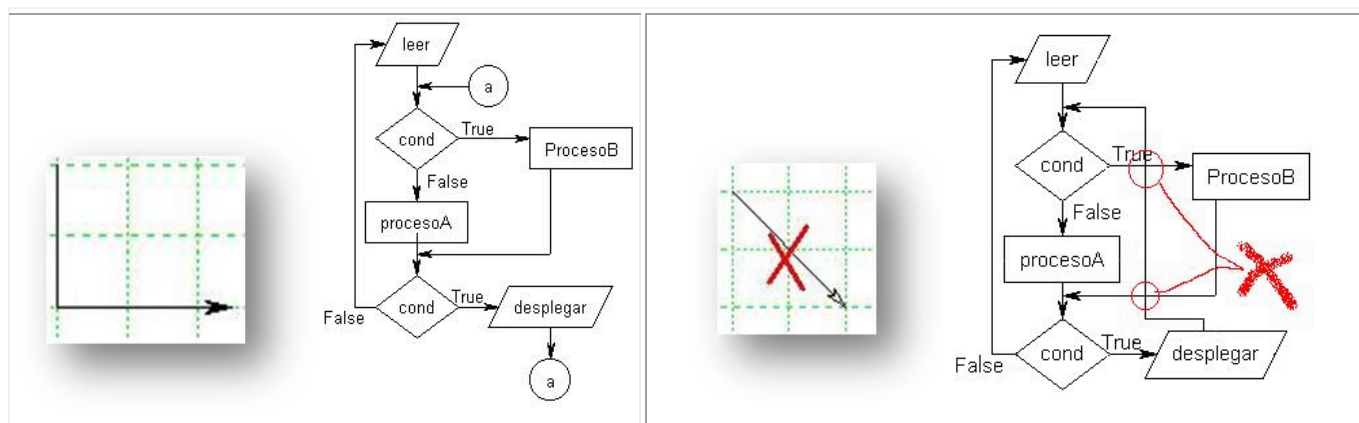 leer
a
cond
True
ProcesoB
False
procesoA
cond
True
desplegar
False
a
leer
cond
True
ProcesoB
False
procesoA
cond
True
desplegar
False